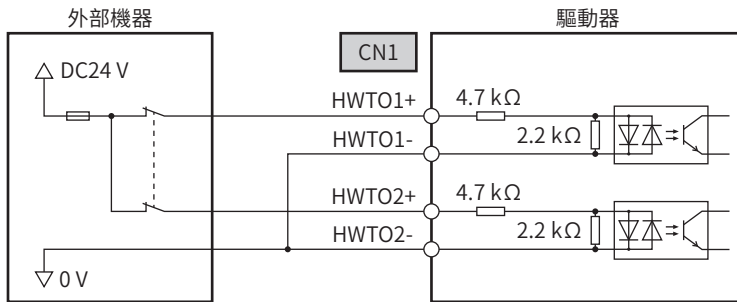 外部機器
驅動器
CN1
DC24 V
HWTO1+
4.7 kΩ
HWTO1-
2.2 kΩ
HWTO2+
4.7 kΩ
HWTO2-
2.2 kΩ
0 V